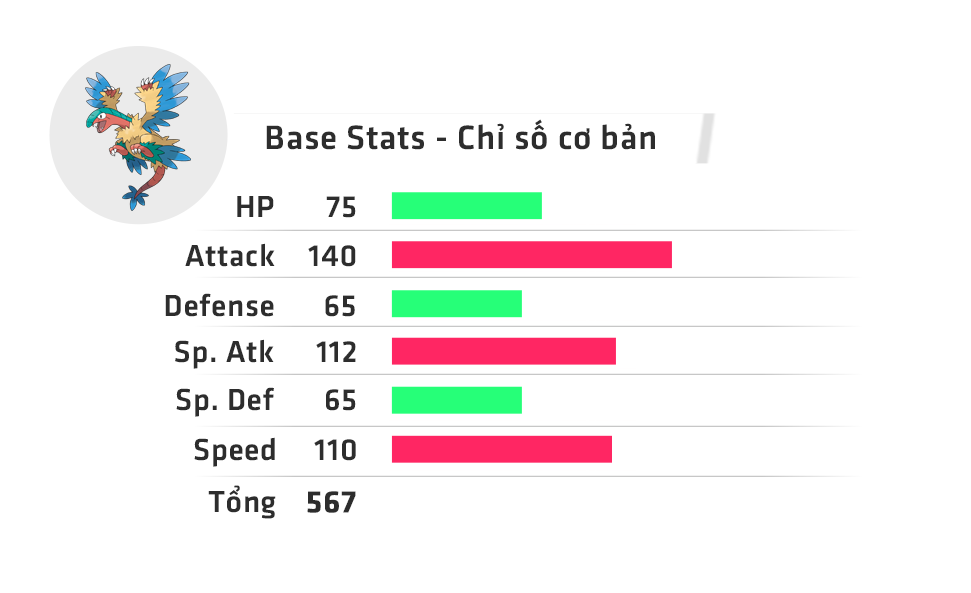 Base Stats - Chỉ số cơ bản
HP 75
Attack 140
Defense 65
Sp. Atk 112
Sp. Def 65
Speed 110
Tổng 567